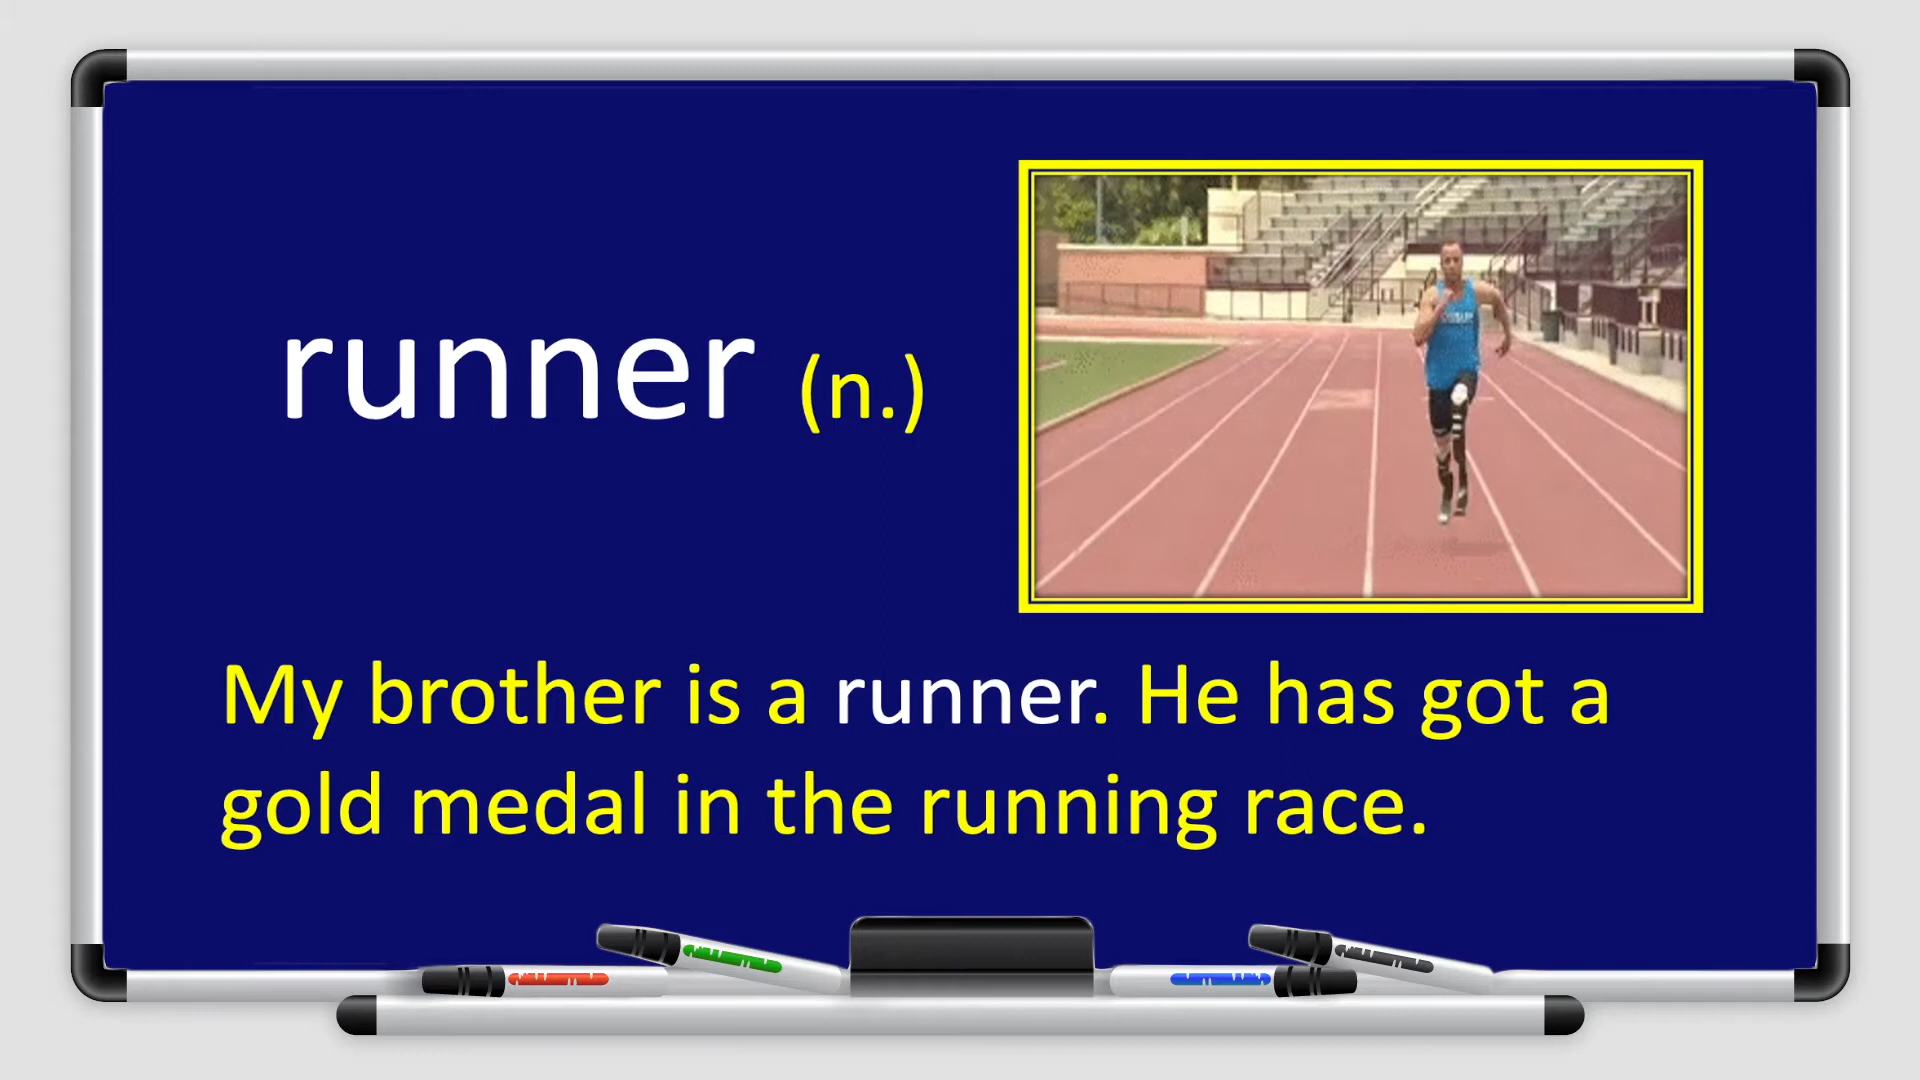 runner (n.)
My brother is a runner. He has got a
gold medal in the running race.